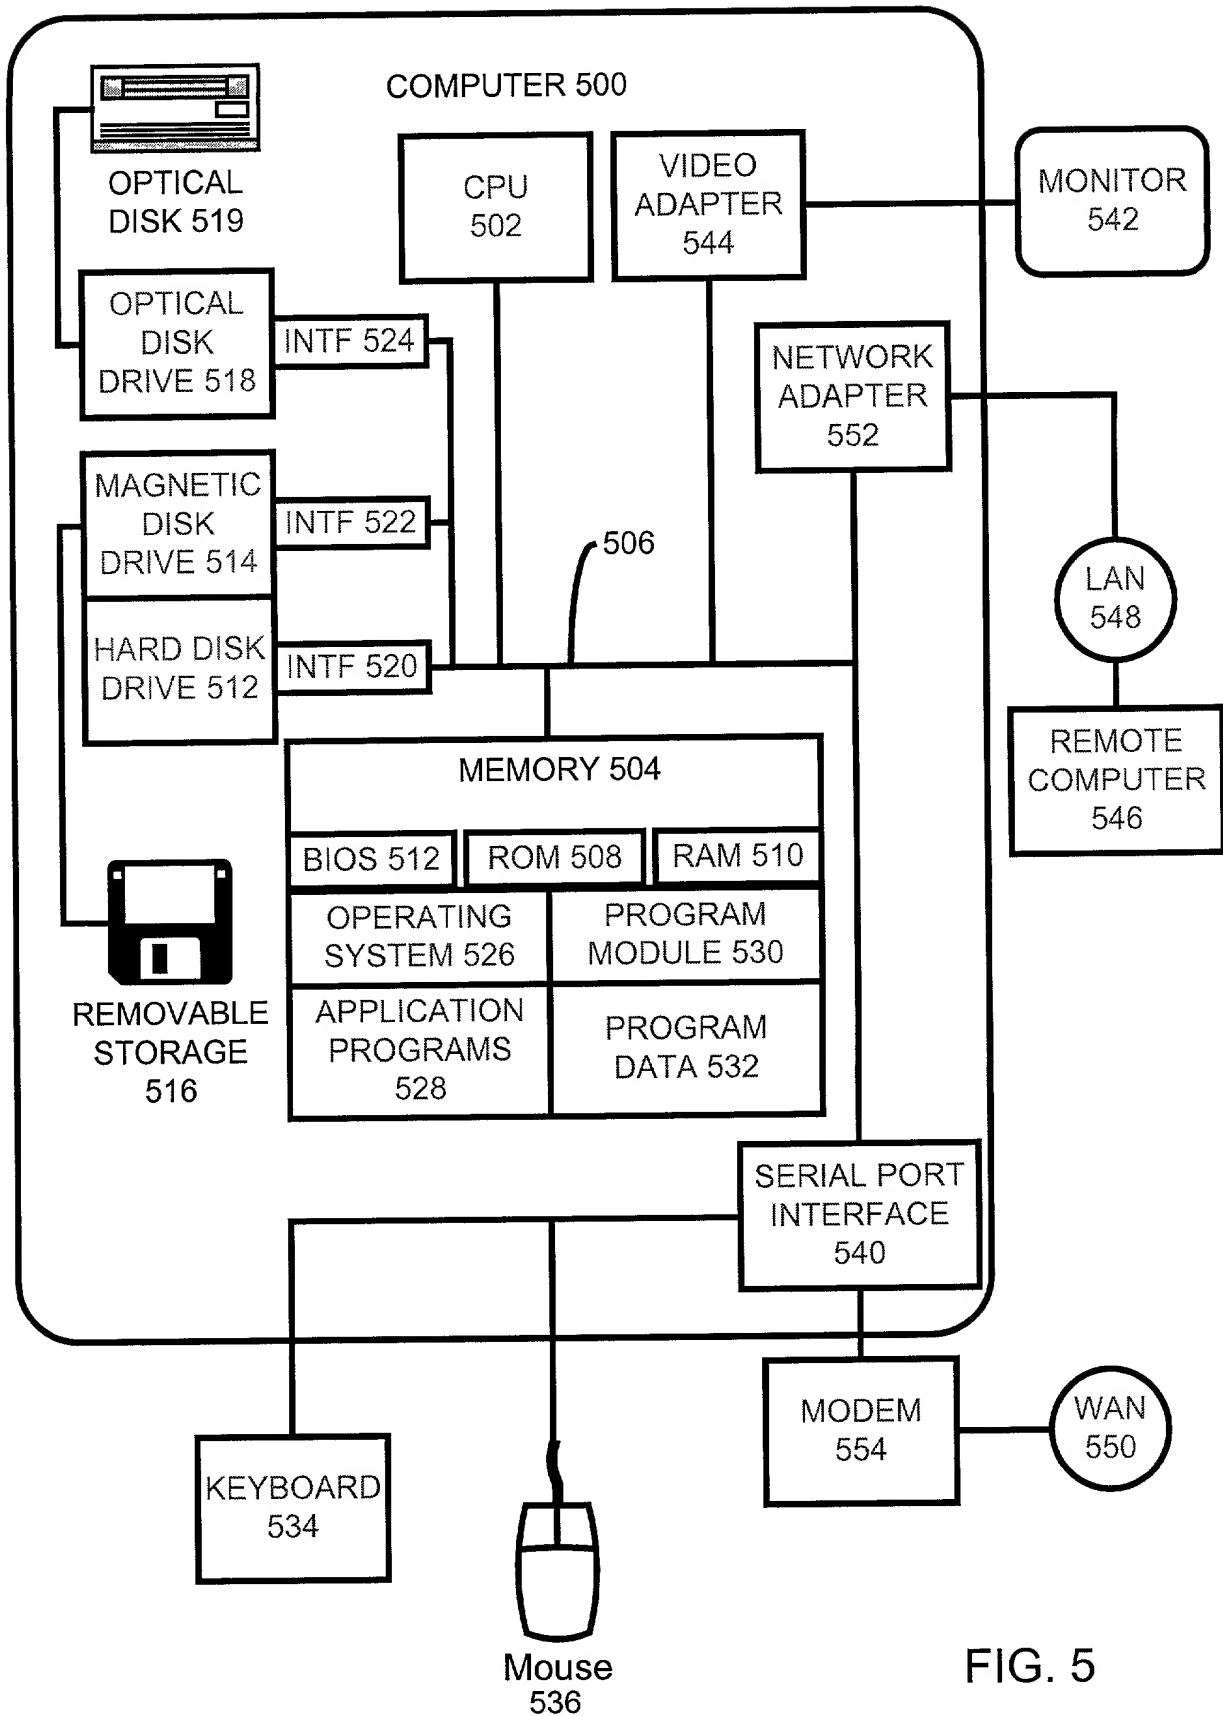 COMPUTER 500
OPTICAL
DISK 519
CPU
502
VIDEO
ADAPTER
544
MONITOR
542
OPTICAL
DISK
DRIVE 518
INTF 524
NETWORK
ADAPTER
552
MAGNETIC
DISK
DRIVE 514
INTF 522
506
LAN
548
HARD DISK
DRIVE 512
INTF 520
REMOTE
COMPUTER
546
MEMORY 504
BIOS 512
ROM 508
RAM 510
OPERATING
SYSTEM 526
PROGRAM
MODULE 530
REMOVABLE
STORAGE
516
APPLICATION
PROGRAMS
528
PROGRAM
DATA 532
SERIAL PORT
INTERFACE
540
MODEM
554
WAN
550
KEYBOARD
534
Mouse
536
FIG. 5